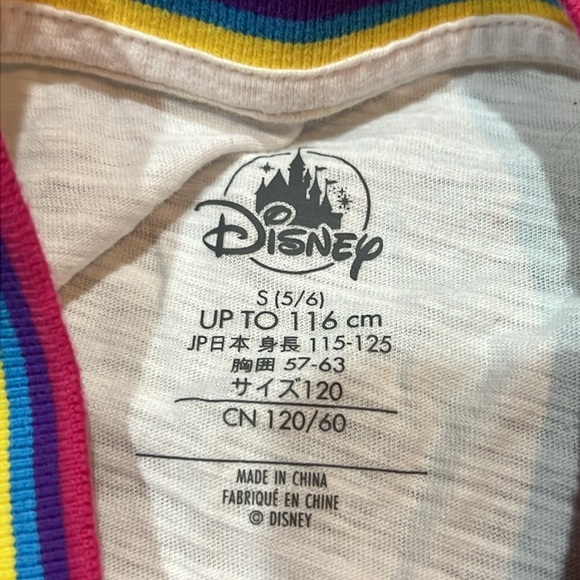 Disney
S (5/6)
UP TO 116 cm
JP日本 身長 115-125
胸囲 57-63
サイズ120
CN 120/60
MADE IN CHINA
FABRIQUÉ EN CHINE
© DISNEY